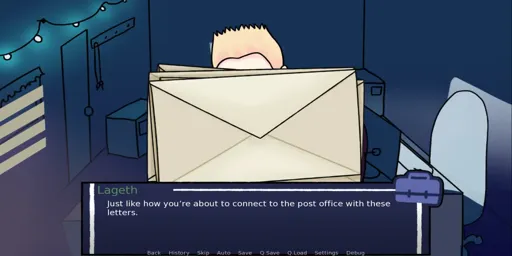 Lageth
Just like how you're about to connect to the post office with these
letters.
Back History Skip Auto Save Q.Save Q.Load Settings Debug